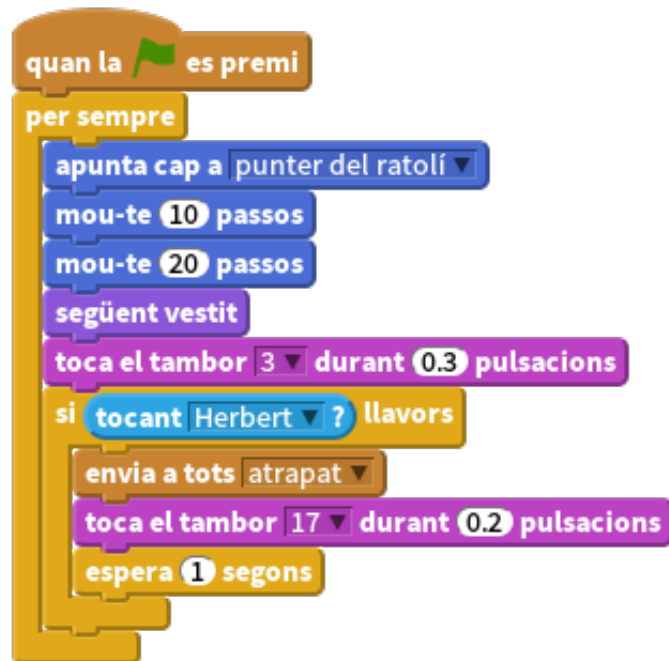 quan la es premi
per sempre
apunta cap a punter del ratolí
mou-te 10 passos
mou-te 20 passos
següent vestit
toca el tambor 3 durant 0.3 pulsacions
si tocant Herbert ? llavors
envia a tots atrapat
toca el tambor 17 durant 0.2 pulsacions
espera 1 segons